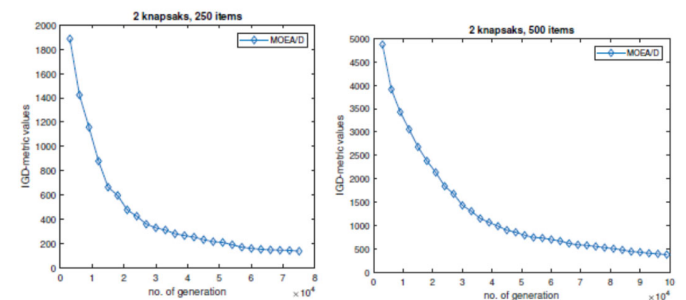 2 knapsaks, 250 items
MOEA/D
IGD-metric values
2000
1800
1600
1400
1200
1000
800
600
400
200
0
0 1 2 3 4 5 6 7 8
no. of generation
×10⁴
2 knapsaks, 500 items
MOEA/D
IGD-metric values
5000
4500
4000
3500
3000
2500
2000
1500
1000
500
0
0 1 2 3 4 5 6 7 8 9 10
no. of generation
×10⁴